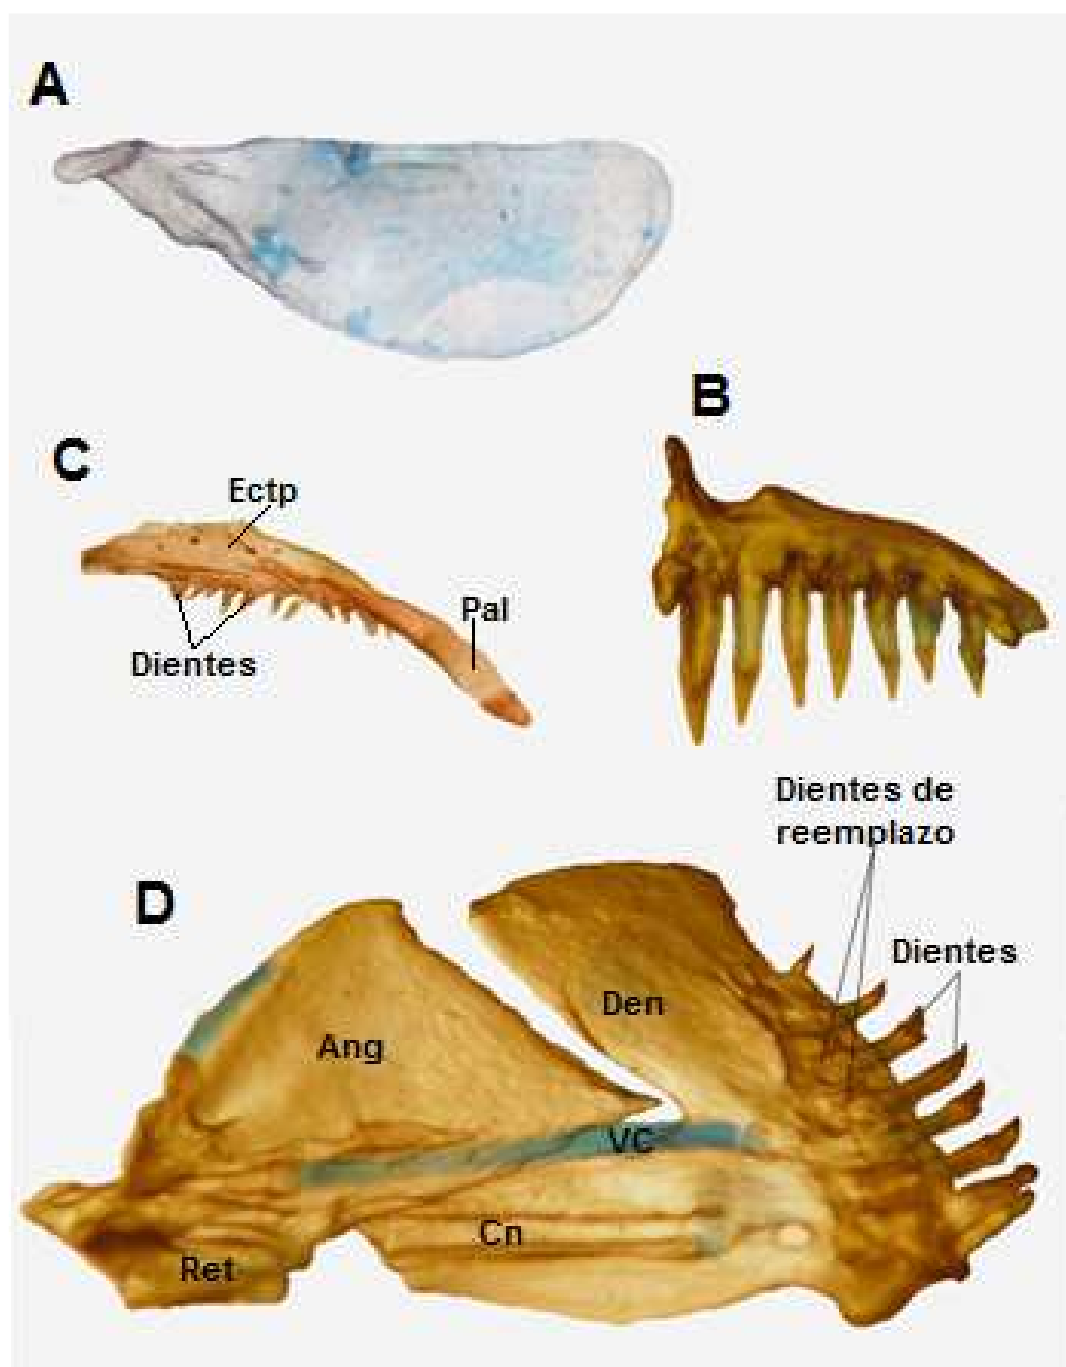 A
B
C
Ectp
Pal
Dientes
Dientes de
reemplazo
D
Dientes
Den
Ang
VC
Cn
Ret